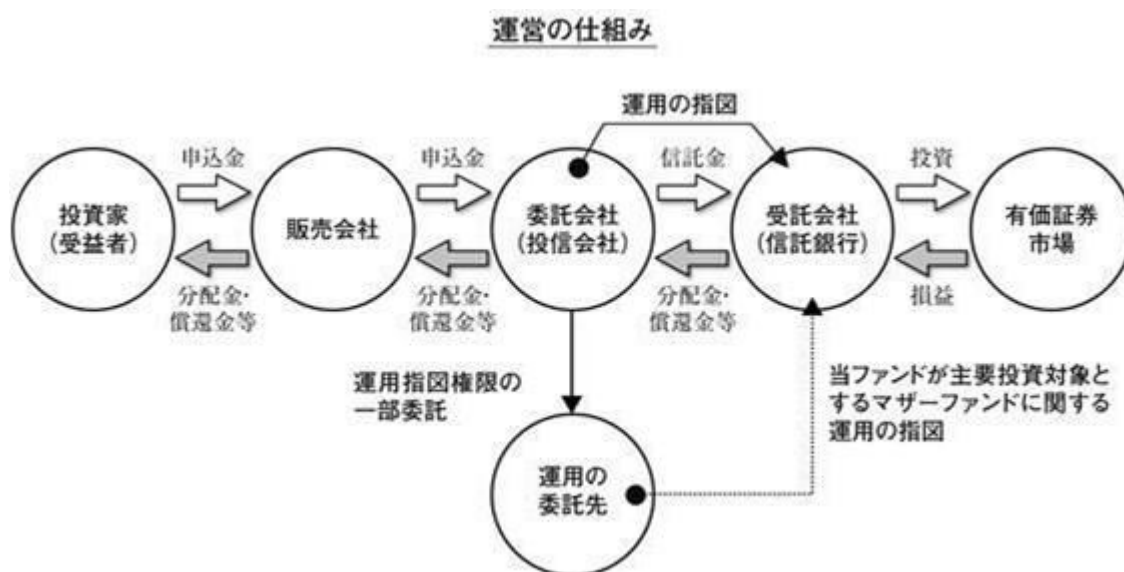 運営の仕組み
運用の指図
申込金
申込金
信託金
投資
投資家
（受益者）
販売会社
委託会社
（投信会社）
受託会社
（信託銀行）
有価証券
市場
分配金・
償還金等
分配金・
償還金等
分配金・
償還金等
損益
運用指図権限の
一部委託
当ファンドが主要投資対象と
するマザーファンドに関する
運用の指図
運用の
委託先